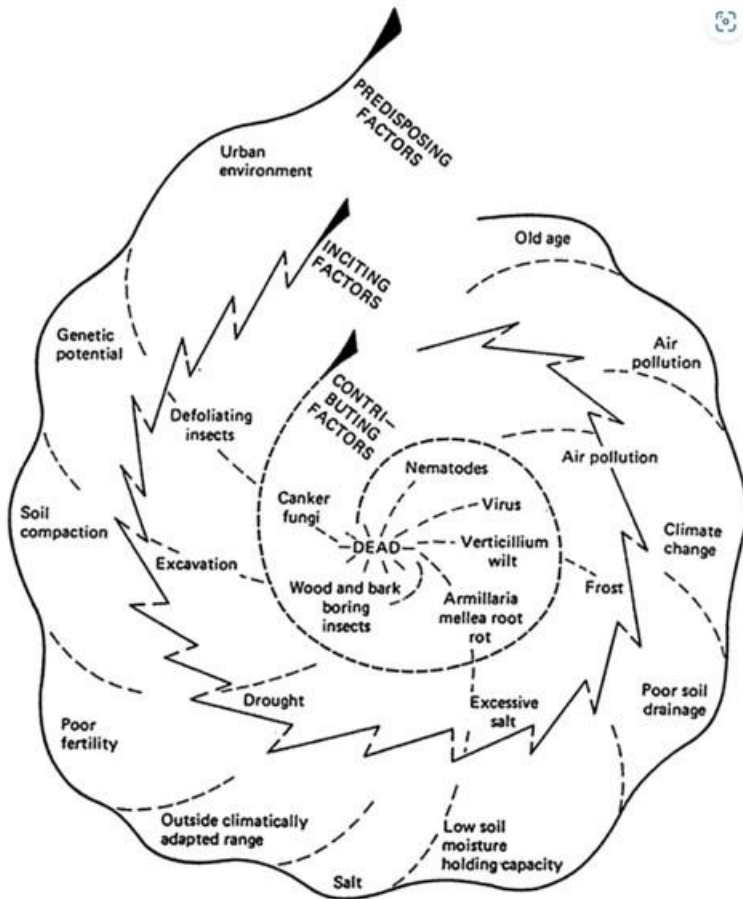 PREDISPOSING
FACTORS
Urban
environment
INCITING
FACTORS
Old age
Genetic
potential
Air
pollution
CONTRI-
BUTING
FACTORS
Defoliating
insects
Air pollution
Nematodes
Canker
fungi
Virus
Soil
compaction
Climate
change
DEAD
Verticillium
wilt
Excavation
Frost
Wood and bark
boring
insects
Armillaria
mellea root
rot
Poor soil
drainage
Drought
Excessive
salt
Poor
fertility
Outside climatically
adapted range
Low soil
moisture
holding capacity
Salt